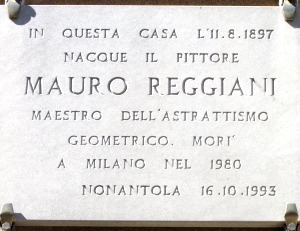 IN QUESTA CASA L'11.8.1897
NACQUE IL PITTORE
MAURO REGGIANI
MAESTRO DELL'ASTRATTISMO
GEOMETRICO. MORI'
A MILANO NEL 1980
NONANTOLA 16.10.1993